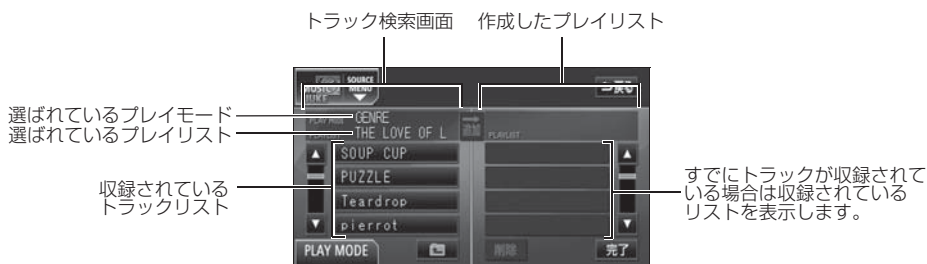 トラック検索画面
作成したプレイリスト
MUSIC
JUKE
SOURCE
MENU
戻る
選ばれているプレイモード
PLAY MODE
GENRE
選ばれているプレイリスト
THE LOVE OF L
追加
PLAYLIST
収録されている
トラックリスト
SOUP CUP
PUZZLE
Teardrop
pierrot
すでにトラックが収録されて
いる場合は収録されている
リストを表示します。
PLAY MODE
削除
完了